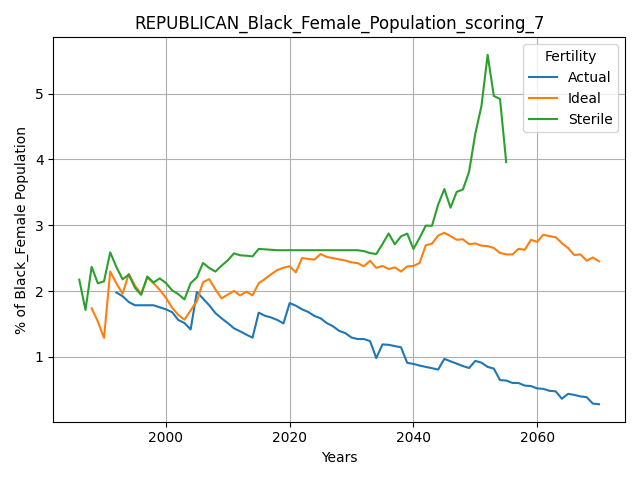 REPUBLICAN_Black_Female_Population_scoring_7
% of Black_Female Population
5
4
3
2
1
2000
2020
2040
2060
Years
Fertility
Actual
Ideal
Sterile